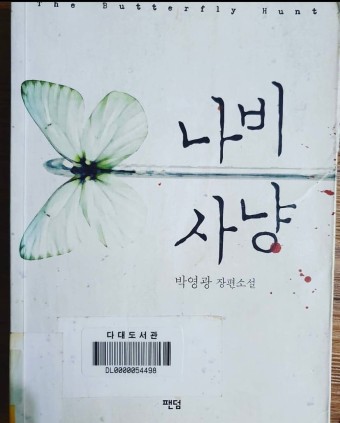 The Butterfly Hunt
나비
사냥
박영광 장편소설
다대도서관
DL0000054498
팬덤